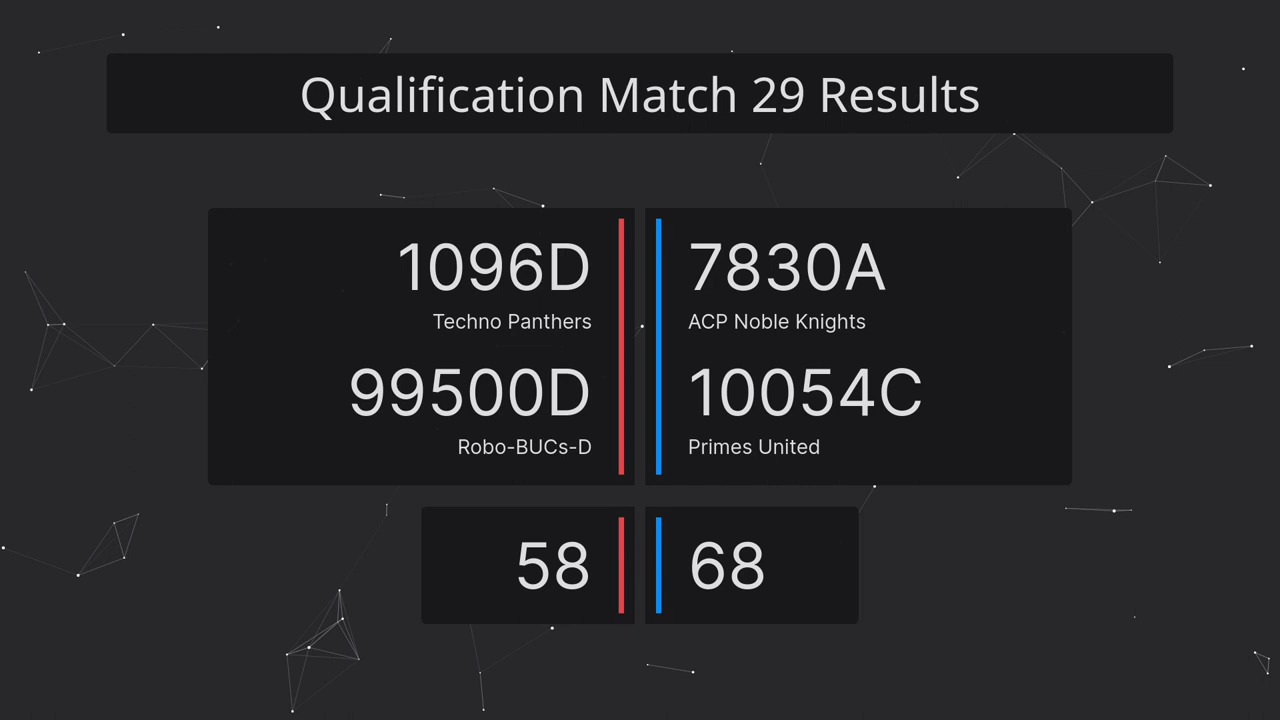 Qualification Match 29 Results
1096D
Techno Panthers
99500D
Robo-BUCs-D
7830A
ACP Noble Knights
10054C
Primes United
58
68